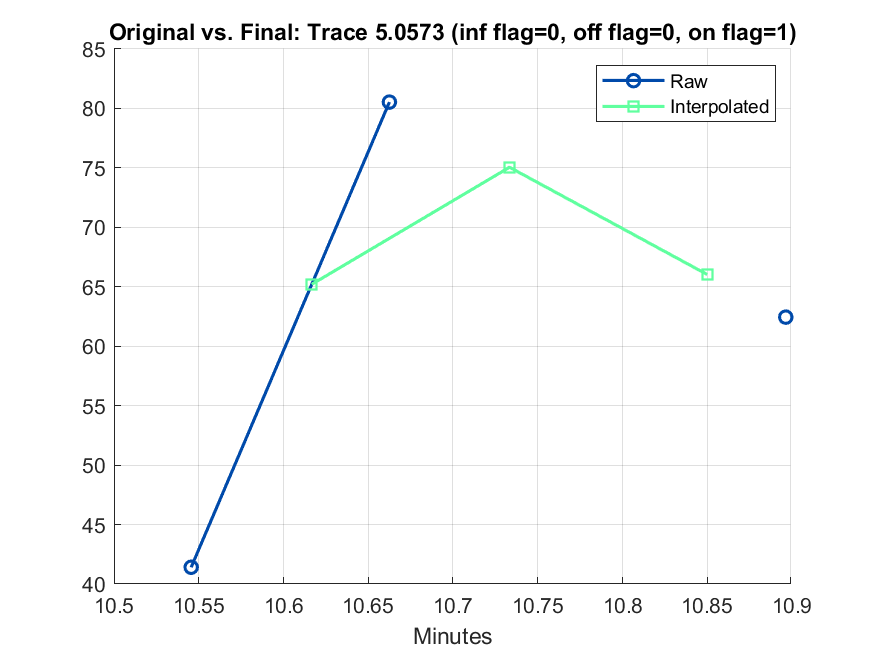 Original vs. Final: Trace 5.0573 (inf flag=0, off flag=0, on flag=1)
85
80
75
70
65
60
55
50
45
40
Raw
Interpolated
10.5 10.55 10.6 10.65 10.7 10.75 10.8 10.85 10.9
Minutes